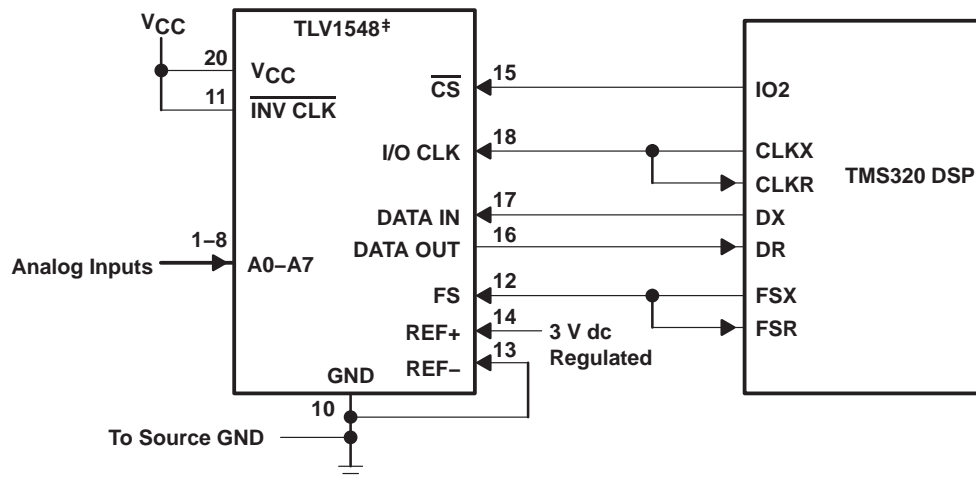 VCC
TLV1548‡
20
VCC
11
INV CLK
CS
15
IO2
I/O CLK
18
CLKX
CLKR
TMS320 DSP
DATA IN
17
DX
DATA OUT
16
DR
1–8
Analog Inputs
A0–A7
FS
12
FSX
FSR
REF+
14
3 V dc
Regulated
REF–
13
GND
10
To Source GND